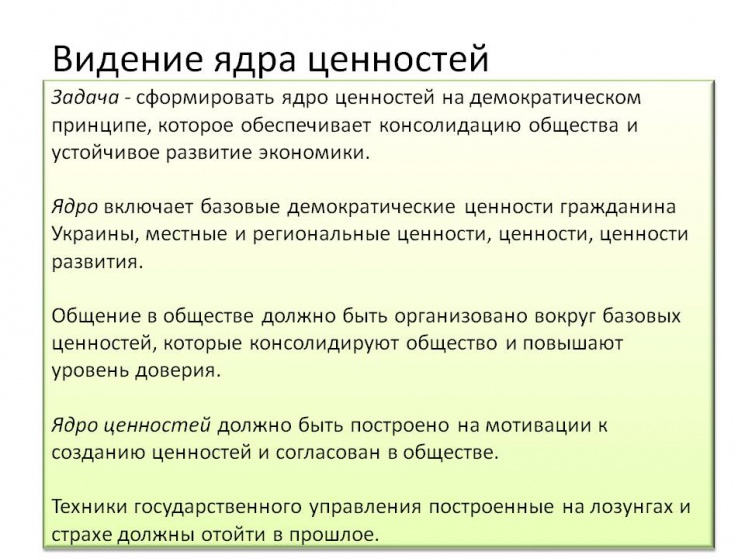 Видение ядра ценностей
Задача - сформировать ядро ценностей на демократическом
принципе, которое обеспечивает консолидацию общества и
устойчивое развитие экономики.
Ядро включает базовые демократические ценности гражданина
Украины, местные и региональные ценности, ценности, ценности
развития.
Общение в обществе должно быть организовано вокруг базовых
ценностей, которые консолидируют общество и повышают
уровень доверия.
Ядро ценностей должно быть построено на мотивации к
созданию ценностей и согласован в обществе.
Техники государственного управления построенные на лозунгах и
страхе должны отойти в прошлое.